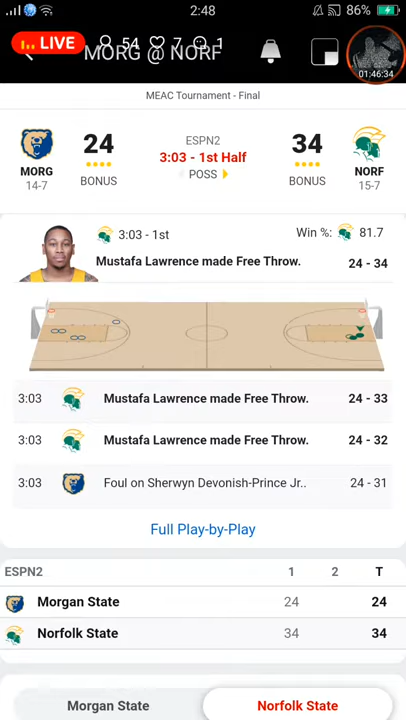 2:48
86%
LIVE
54
7
1
MORG @ NORF
01:46:34
MEAC Tournament - Final
24
34
ESPN2
3:03 - 1st Half
POSS
MORG
14-7
BONUS
BONUS
NORF
15-7
3:03 - 1st
Win %:
81.7
Mustafa Lawrence made Free Throw.
24 - 34
3:03
Mustafa Lawrence made Free Throw.
24 - 33
3:03
Mustafa Lawrence made Free Throw.
24 - 32
3:03
Foul on Sherwyn Devonish-Prince Jr..
24 - 31
Full Play-by-Play
ESPN2 1 2 T
Morgan State 24 24
Norfolk State 34 34
Morgan State
Norfolk State